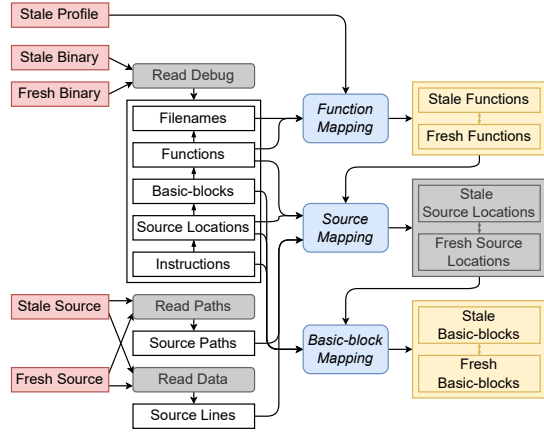 Stale Profile
Stale Binary
Fresh Binary
Read Debug
Filenames
Functions
Basic-blocks
Source Locations
Instructions
Stale Source
Fresh Source
Read Paths
Source Paths
Read Data
Source Lines
Function
Mapping
Source
Mapping
Basic-block
Mapping
Stale Functions
Fresh Functions
Stale
Source Locations
Fresh Source
Locations
Stale
Basic-blocks
Fresh
Basic-blocks